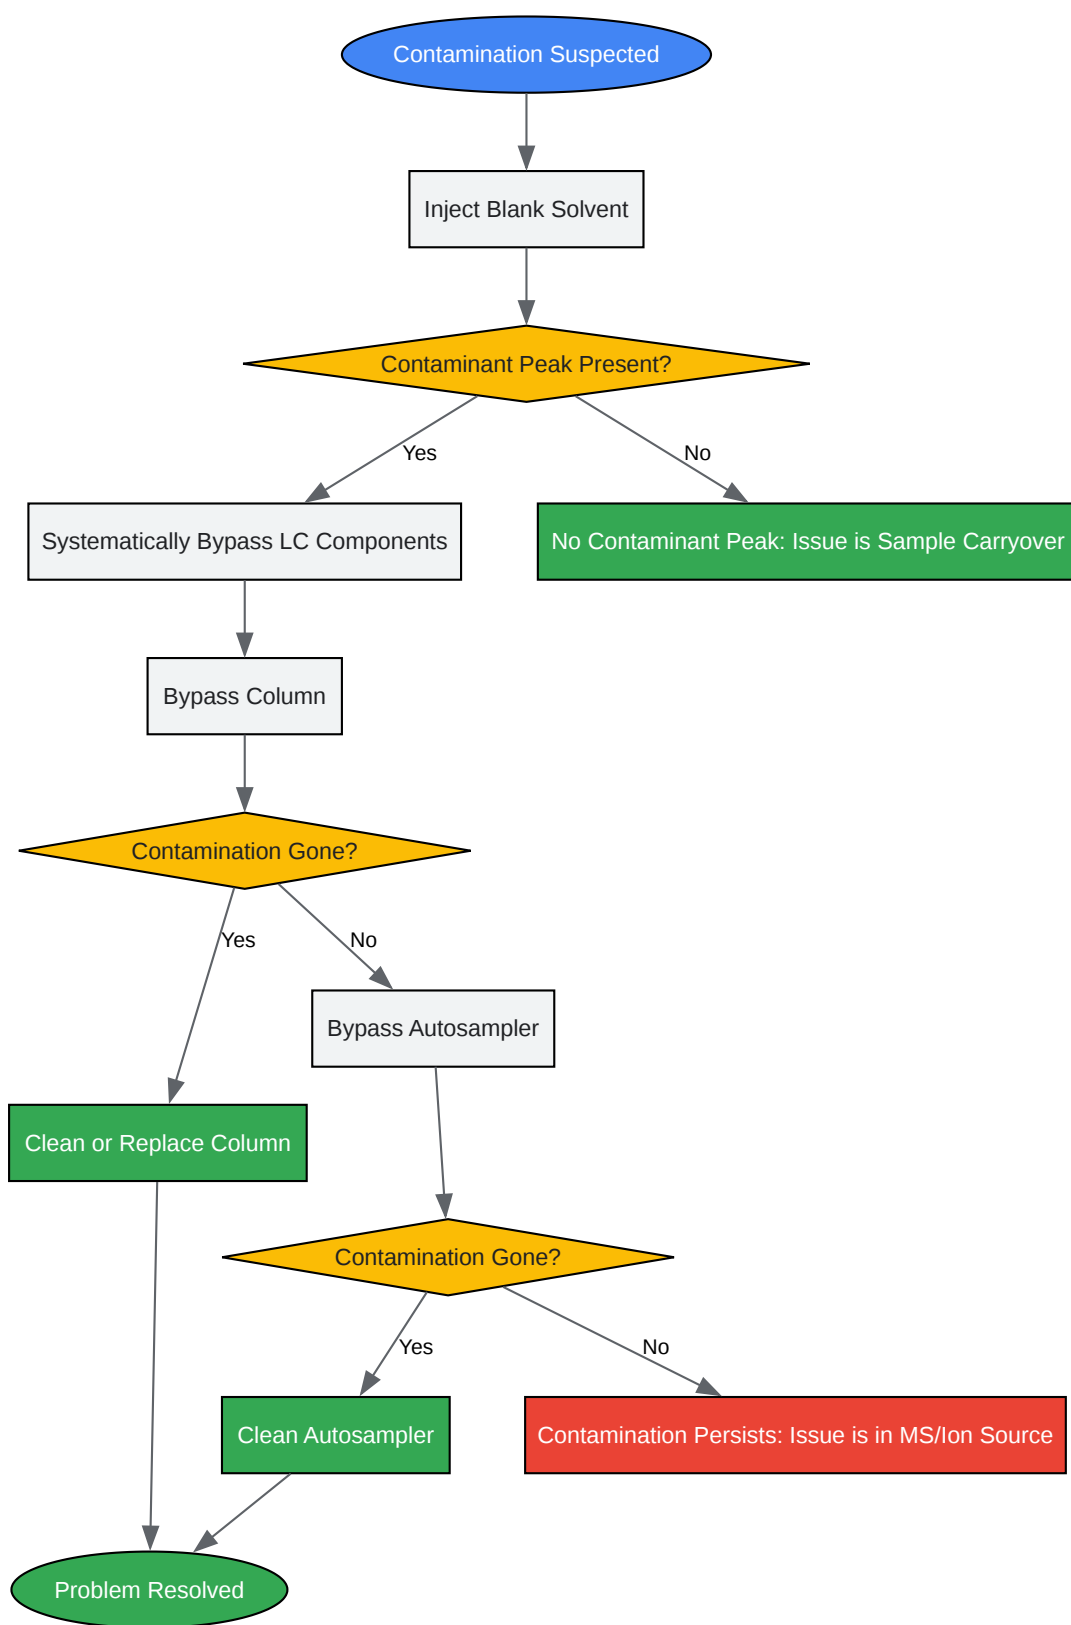 Contamination Suspected
Inject Blank Solvent
Contaminant Peak Present?
Yes
No
Systematically Bypass LC Components
No Contaminant Peak: Issue is Sample Carryover
Bypass Column
Contamination Gone?
Yes
No
Bypass Autosampler
Clean or Replace Column
Contamination Gone?
Yes
No
Clean Autosampler
Contamination Persists: Issue is in MS/Ion Source
Problem Resolved